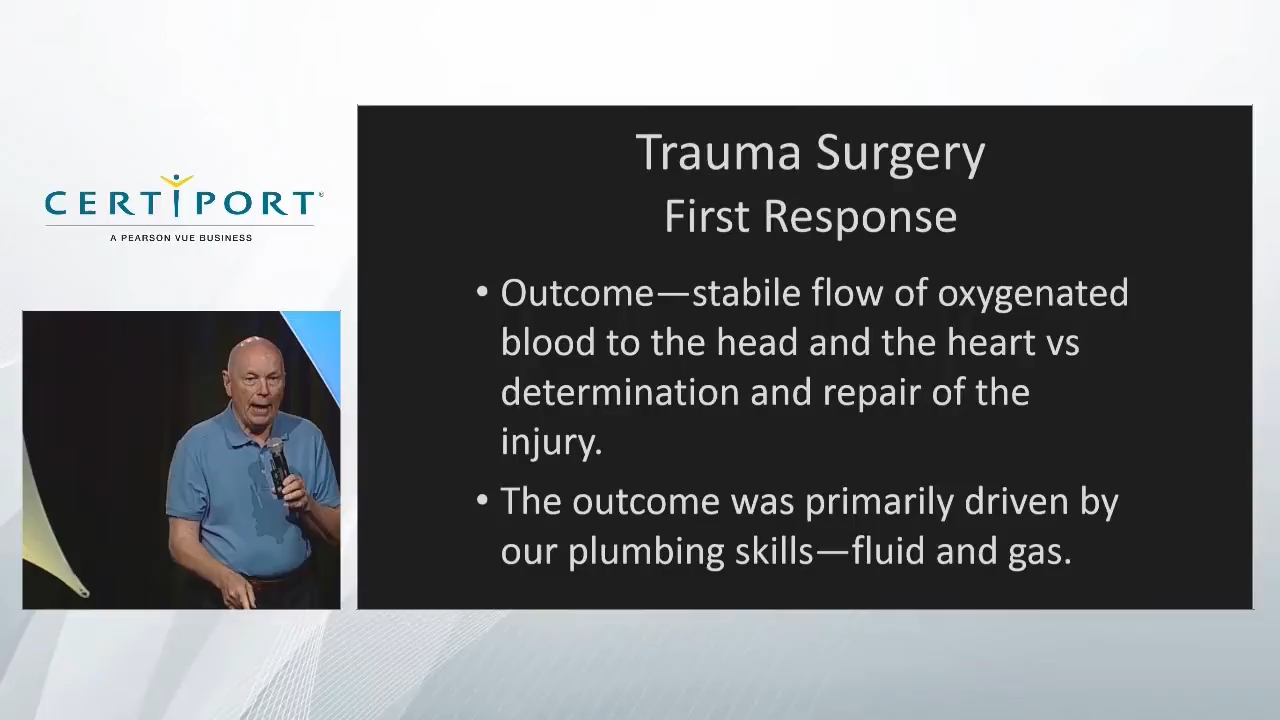 CERTIPORT®
A PEARSON VUE BUSINESS
Trauma Surgery
First Response
• Outcome—stabile flow of oxygenated
blood to the head and the heart vs
determination and repair of the
injury.
• The outcome was primarily driven by
our plumbing skills—fluid and gas.